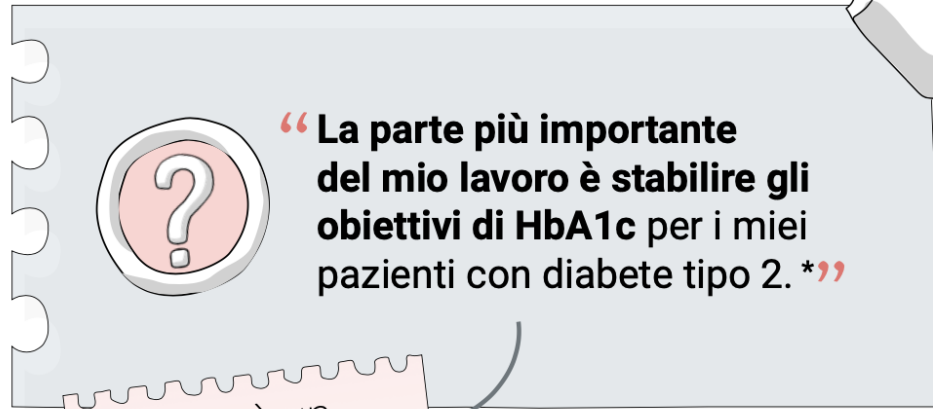 “La parte più importante
del mio lavoro è stabilire gli
obiettivi di HbA1c per i miei
pazienti con diabete tipo 2. *”